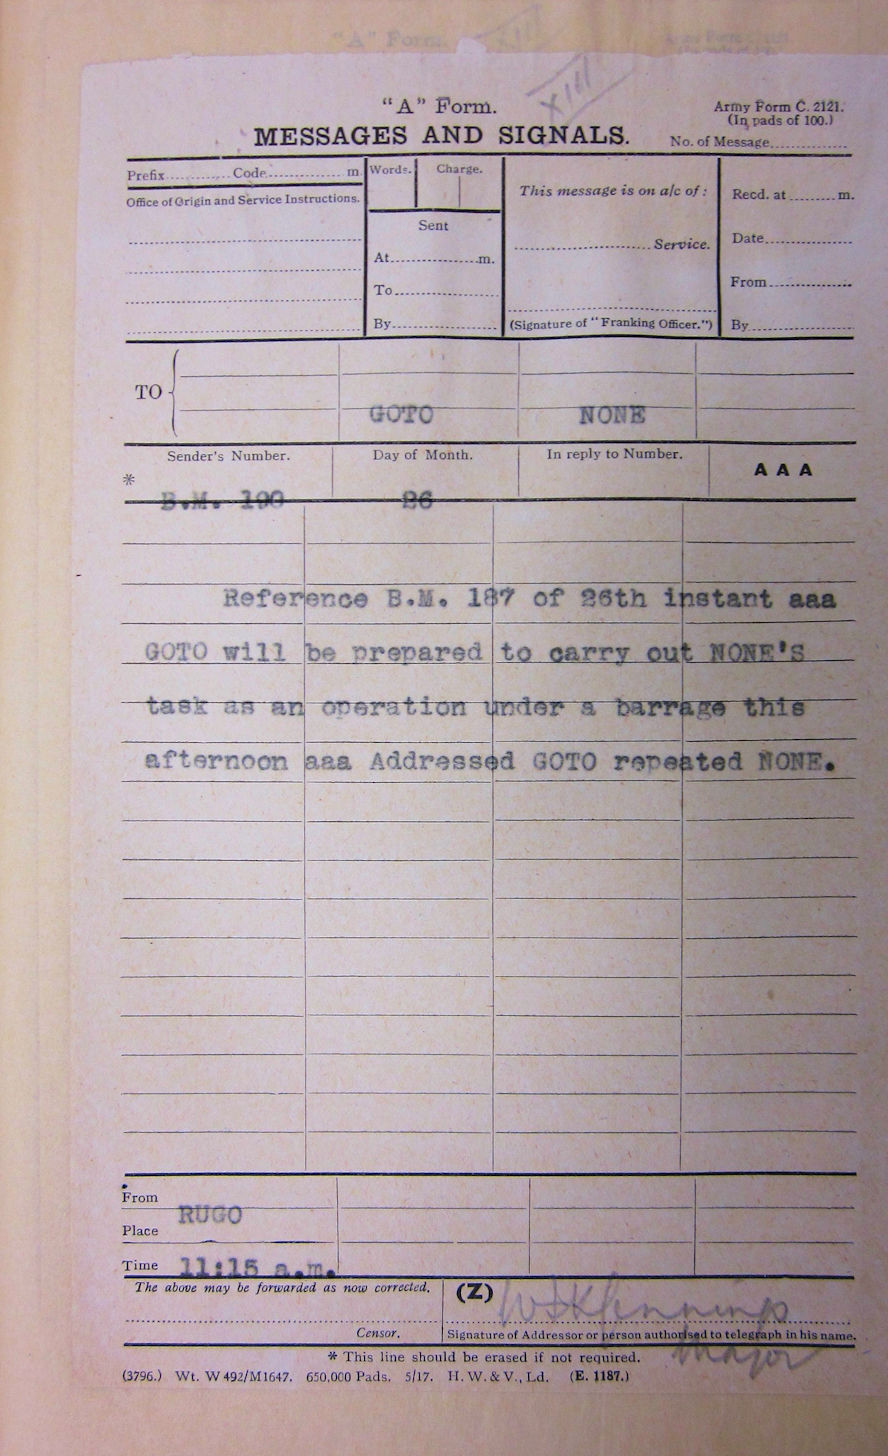 "A" Form.
Army Form C. 2121.
(In pads of 100.)
MESSAGES AND SIGNALS.
No. of Message..............
XIII
Prefix............Code..................m
Words.
Charge.
This message is on a/c of :
Recd. at .........m.
Office of Origin and Service Instructions.
Sent
.............................Service.
Date..................
At..................m.
To.....................
From................
By.....................
(Signature of "Franking Officer.")
By.....................
TO
GOTO NONE
Sender's Number.
Day of Month.
In reply to Number.
AAA
*
B.M. 190 26
Reference B.M. 187 of 26th instant aaa
GOTO will be prepared to carry out NONE'S
task as an operation under a barrage this
afternoon aaa Addressed GOTO repeated NONE.
From
RUGO
Place
Time 11:15 a.m.
The above may be forwarded as now corrected.
(Z)
Censor.
Signature of Addressor or person authorised to telegraph in his name.
Major
* This line should be erased if not required.
(3796.) Wt. W 492/M1647. 650,000 Pads. 5/17. H. W. & V., Ld. (E. 1187.)